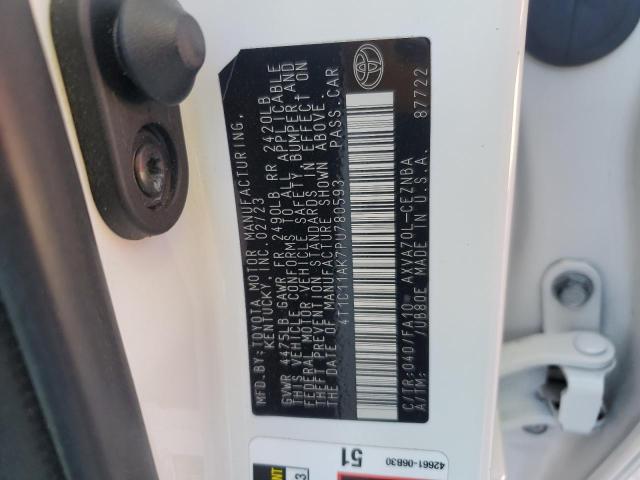 MFD.BY:TOYOTA MOTOR MANUFACTURING,
KENTUCKY, INC. 02/23
GVWR 4475LB GAWR FR 2490LB RR 2420LB
THIS VEHICLE CONFORMS TO ALL APPLICABLE
FEDERAL MOTOR VEHICLE SAFETY, BUMPER AND
THEFT PREVENTION STANDARDS IN EFFECT ON
THE DATE OF MANUFACTURE SHOWN ABOVE.
4T1C11AK7PU780593 PASS.CAR
C/TR:040/FA10 AXVA70L-CEZNBA
A/TM: /UB80E MADE IN U.S.A. 87722
51
42661-06B30